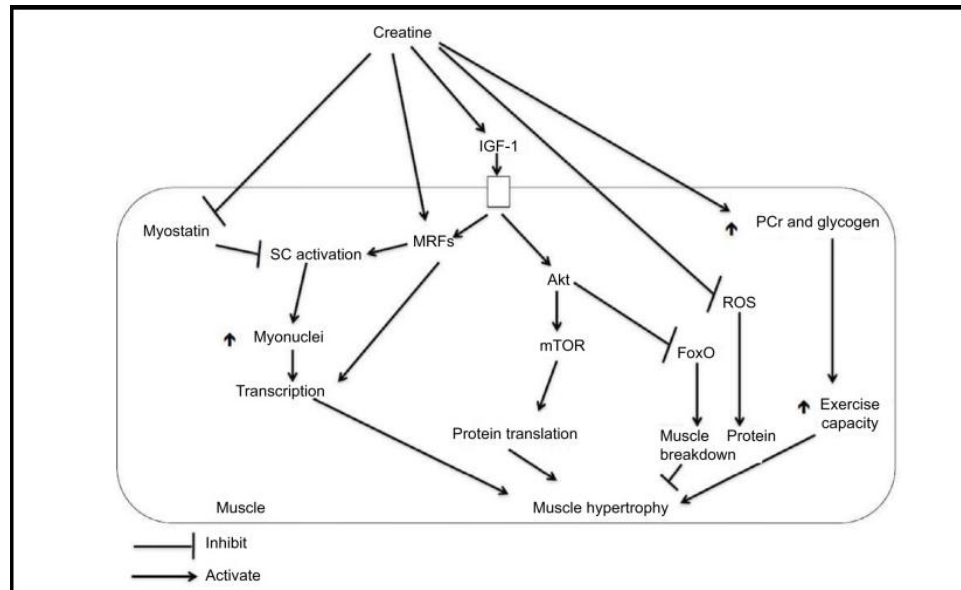 Creatine
IGF-1
Myostatin
PCr and glycogen
SC activation
MRFs
Akt
ROS
Myonuclei
mTOR
FoxO
Transcription
Exercise
capacity
Protein translation
Muscle Protein
breakdown
Muscle
Muscle hypertrophy
Inhibit
Activate